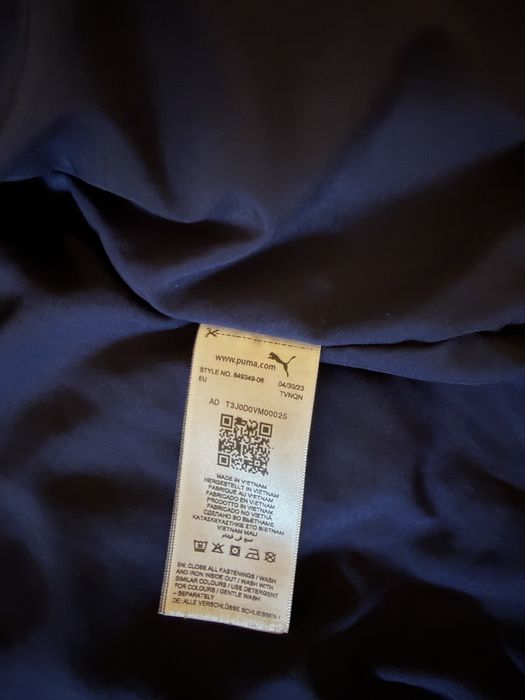 www.puma.com
STYLE NO. 849349-06 04/30/23
EU TVNQN
AD T3J0D0VM00025
MADE IN VIETNAM
HERGESTELLT IN VIETNAM
FABRIQUÉ AU VIETNAM
FABRICADO EN VIETNAM
PRODOTTO IN VIETNAM
FABRICADO NO VIETNÃ
СДЕЛАНО ВО ВЬЕТНАМЕ
ΚΑΤΑΣΚΕΥΑΣΤΗΚΕ ΣΤΟ ΒΙΕΤΝΑΜ
VIETNAM MALI
صنع في فيتنام
EN: CLOSE ALL FASTENINGS / WASH
AND IRON INSIDE OUT / WASH WITH
SIMILAR COLOURS / USE DETERGENT
FOR COLOURS / GENTLE WASH
- SEPARATELY
DE: ALLE VERSCHLÜSSE SCHLIESSEN /